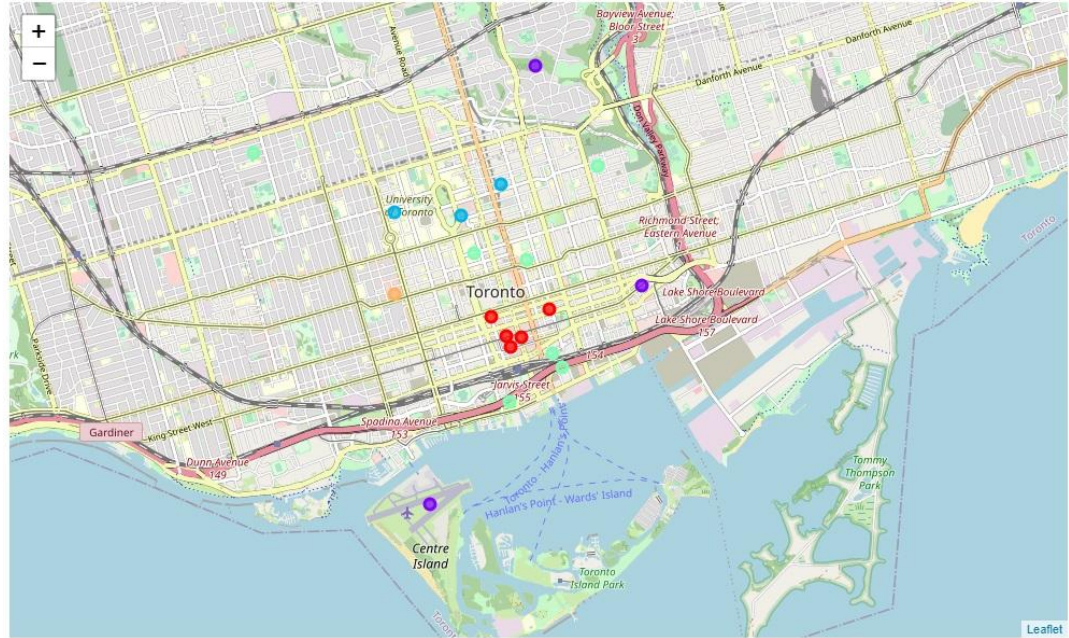 +
−
Bayview Avenue;
Bloor Street
3
Danforth Avenue
Danforth Avenue
Avenue Road
Don Valley Parkway
University
of Toronto
Richmond Street;
Eastern Avenue
Toronto
Toronto
Lake Shore Boulevard
Lake Shore Boulevard
157
154
Parkside Drive
Jarvis Street
155
Gardiner
King Street West
Spadina Avenue
153
Dunn Avenue
149
Toronto - Hanlan's Point
Hanlan's Point - Wards' Island
Tommy
Thompson
Park
Centre
Island
Toronto
Island Park
Leaflet